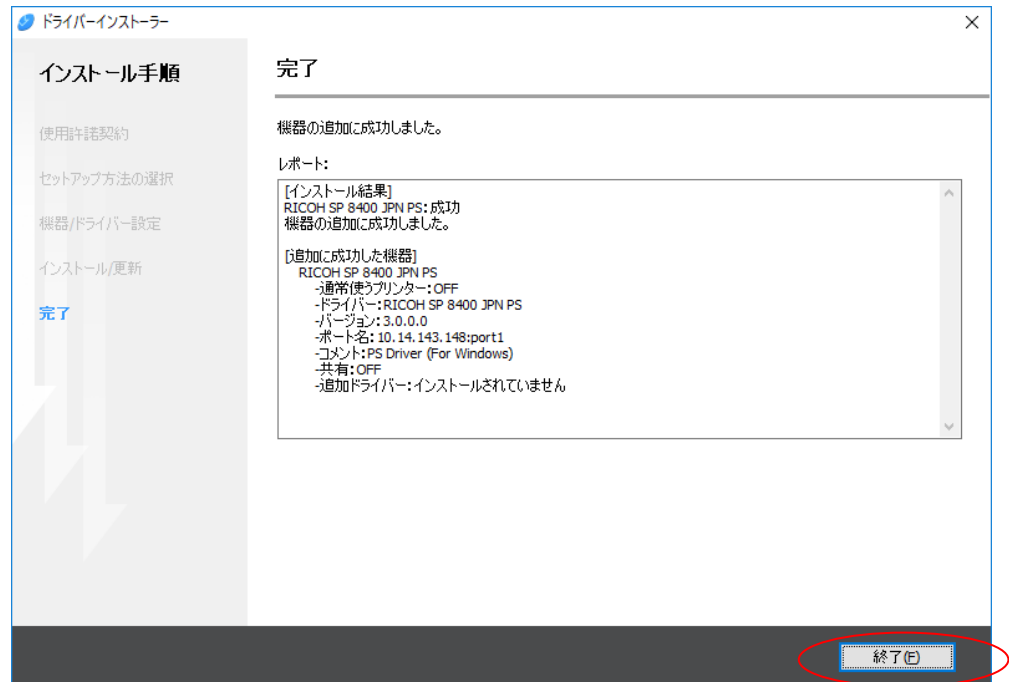 ドライバーインストーラー
インストール手順
使用許諾契約
セットアップ方法の選択
機器/ドライバー設定
インストール/更新
完了
完了
機器の追加に成功しました。
レポート:
[インストール結果]
RICOH SP 8400 JPN PS: 成功
機器の追加に成功しました。
[追加に成功した機器]
RICOH SP 8400 JPN PS
-通常使うプリンター: OFF
-ドライバー: RICOH SP 8400 JPN PS
-バージョン: 3.0.0.0
-ポート名: 10.14.143.148:port1
-コメント: PS Driver (For Windows)
-共有: OFF
-追加ドライバー: インストールされていません
終了(F)